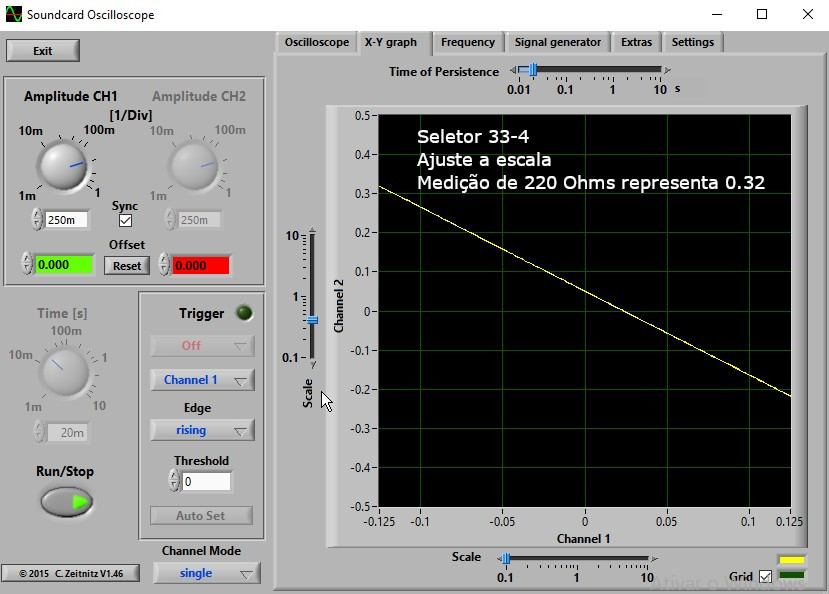 Soundcard Oscilloscope
Exit
Oscilloscope X-Y graph Frequency Signal generator Extras Settings
Time of Persistence
0.01 0.1 1 10 s
Amplitude CH1 Amplitude CH2
[1/Div]
10m 100m 10m 100m
1m 1 1m 1
Sync
250m 250m
Offset
0.000 Reset 0.000
Time [s]
100m
10m 1
1m 10
20m
Run/Stop
© 2015 C. Zeitnitz V1.46
Trigger
Off
Channel 1
Edge
rising
Threshold
0
Auto Set
Channel Mode
single
10
1
0.1
y
Scale
Seletor 33-4
Ajuste a escala
Medição de 220 Ohms representa 0.32
Channel 2
0.5
0.4
0.3
0.2
0.1
0
-0.1
-0.2
-0.3
-0.4
-0.5
-0.125 -0.1 -0.05 0 0.05 0.1 0.125
Channel 1
Scale
0.1 1 10
Grid
Ativar o Windows